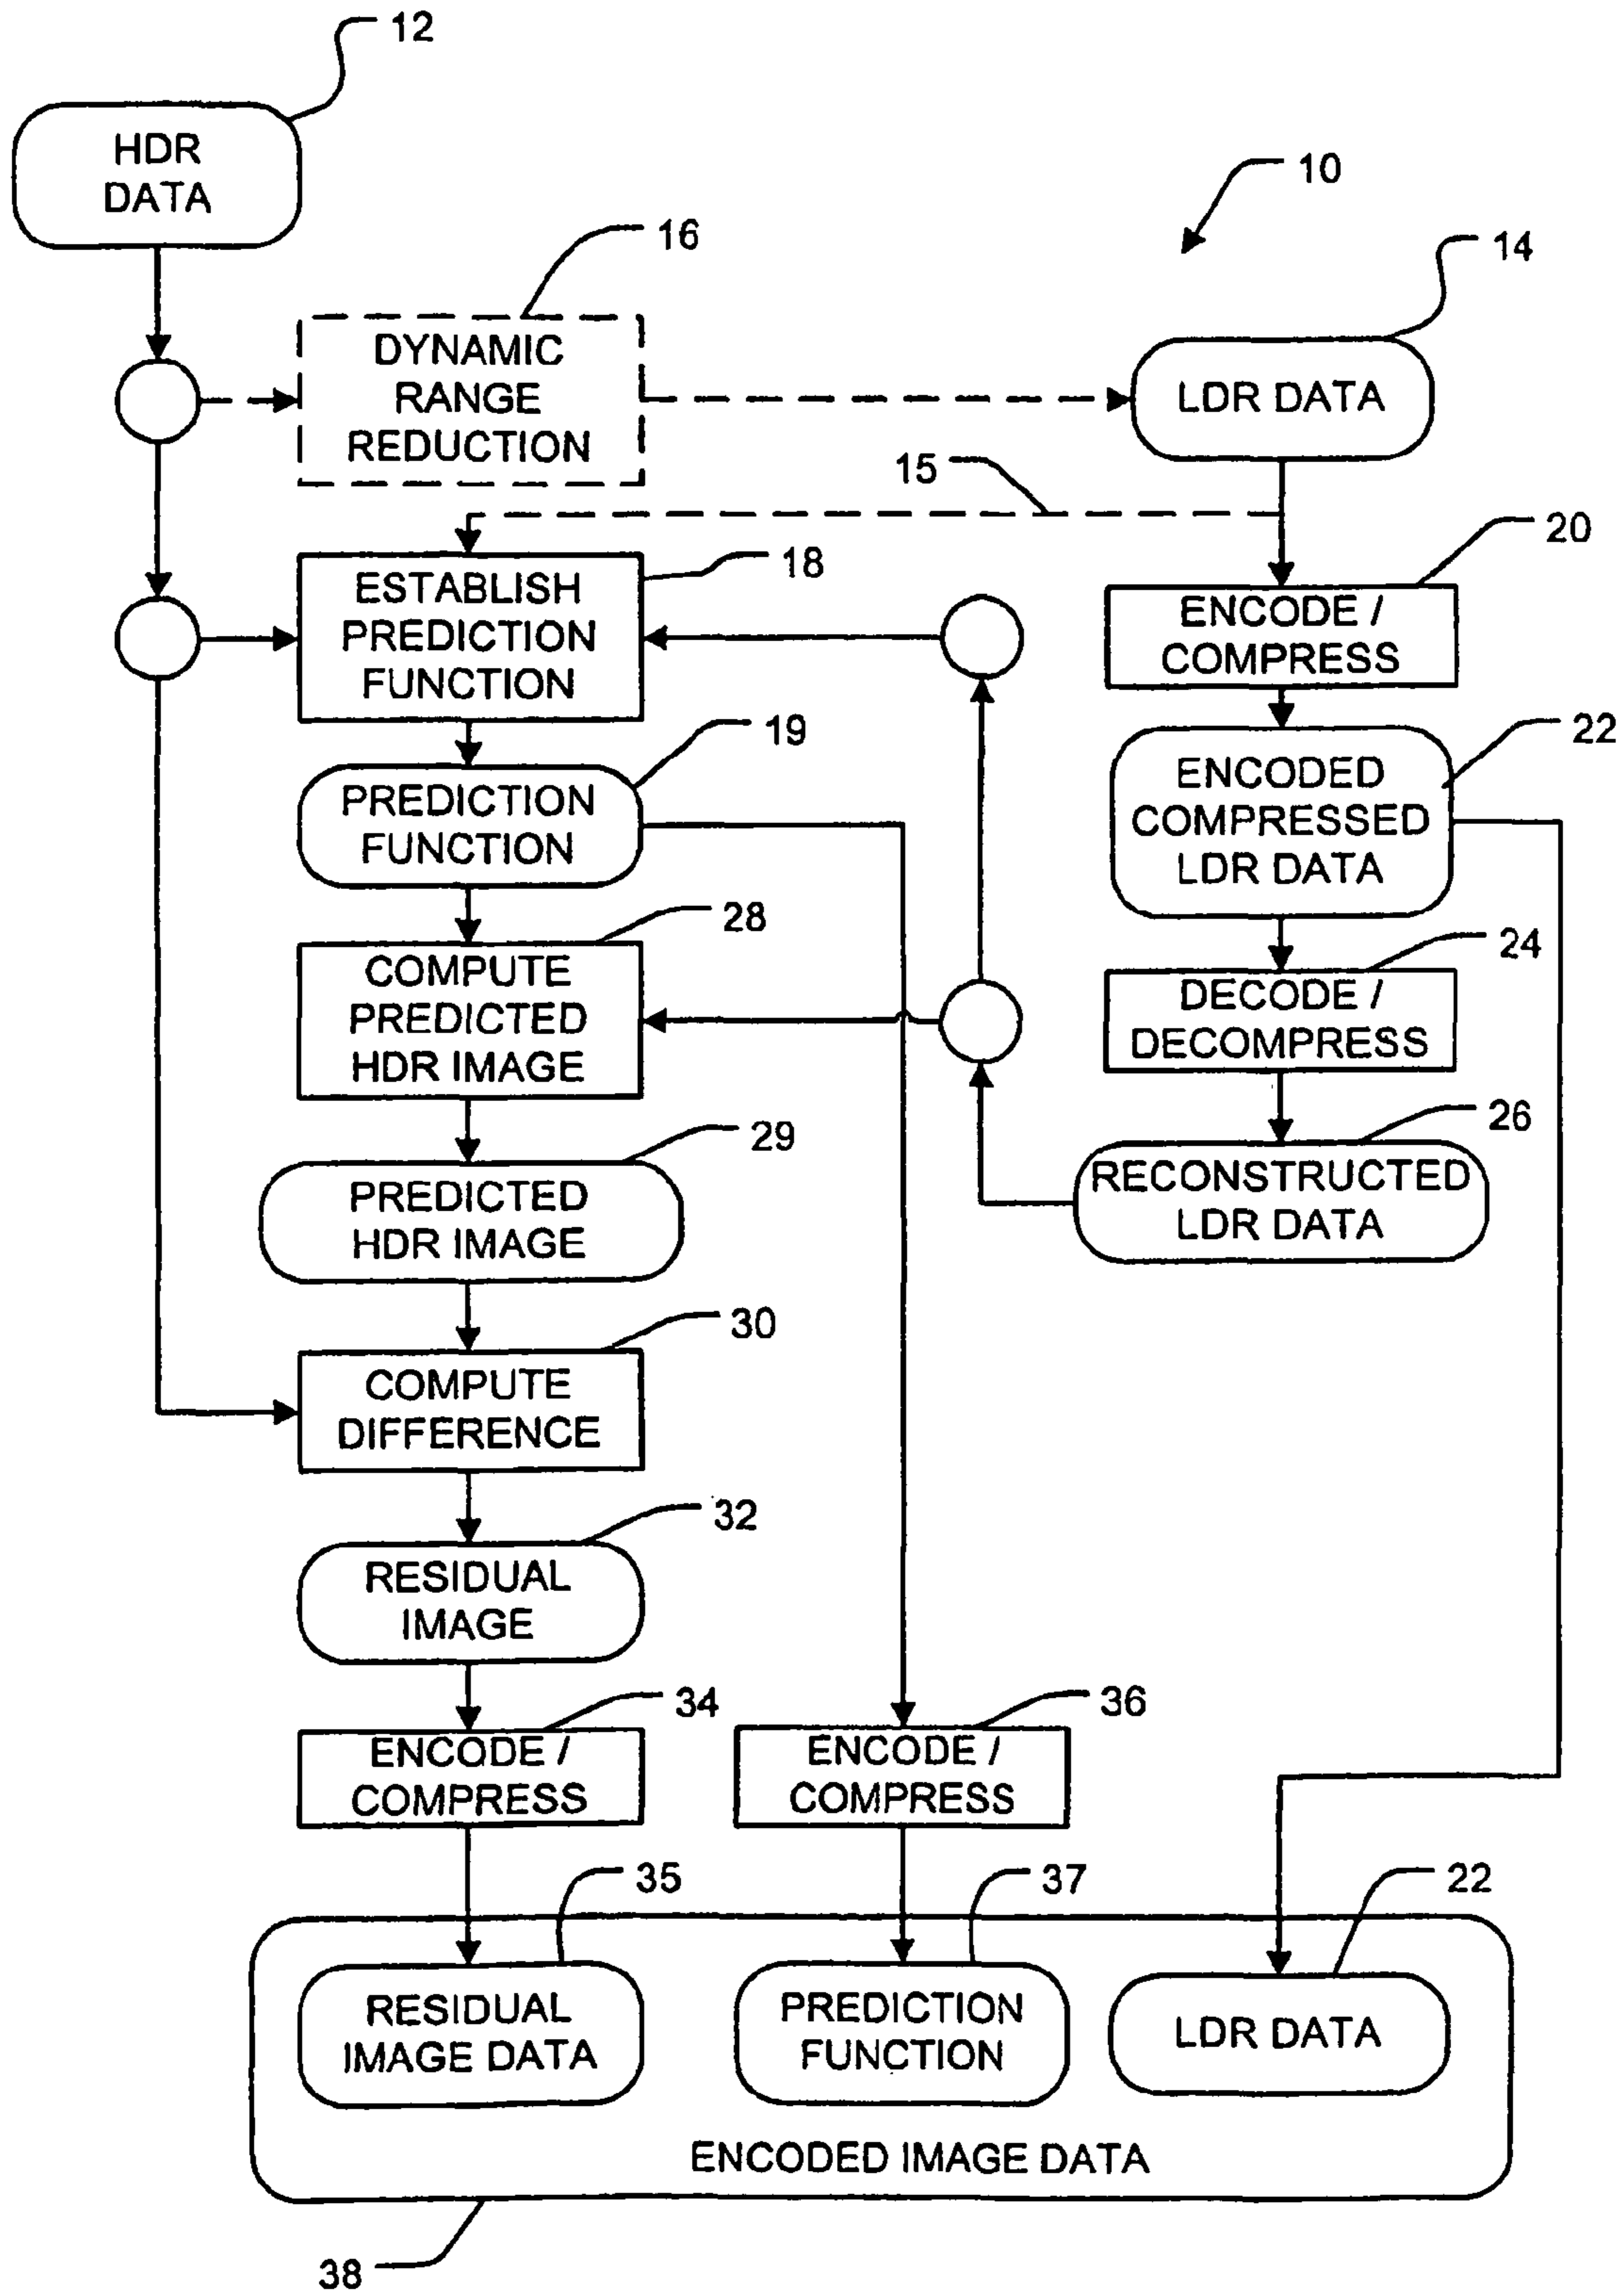 12
HDR
DATA
10
16
14
DYNAMIC
RANGE
REDUCTION
LDR DATA
15
18
20
ESTABLISH
PREDICTION
FUNCTION
ENCODE /
COMPRESS
19
22
PREDICTION
FUNCTION
ENCODED
COMPRESSED
LDR DATA
28
24
COMPUTE
PREDICTED
HDR IMAGE
DECODE /
DECOMPRESS
29
26
PREDICTED
HDR IMAGE
RECONSTRUCTED
LDR DATA
30
COMPUTE
DIFFERENCE
32
RESIDUAL
IMAGE
34
36
ENCODE /
COMPRESS
ENCODE /
COMPRESS
35
37
22
RESIDUAL
IMAGE DATA
PREDICTION
FUNCTION
LDR DATA
ENCODED IMAGE DATA
38